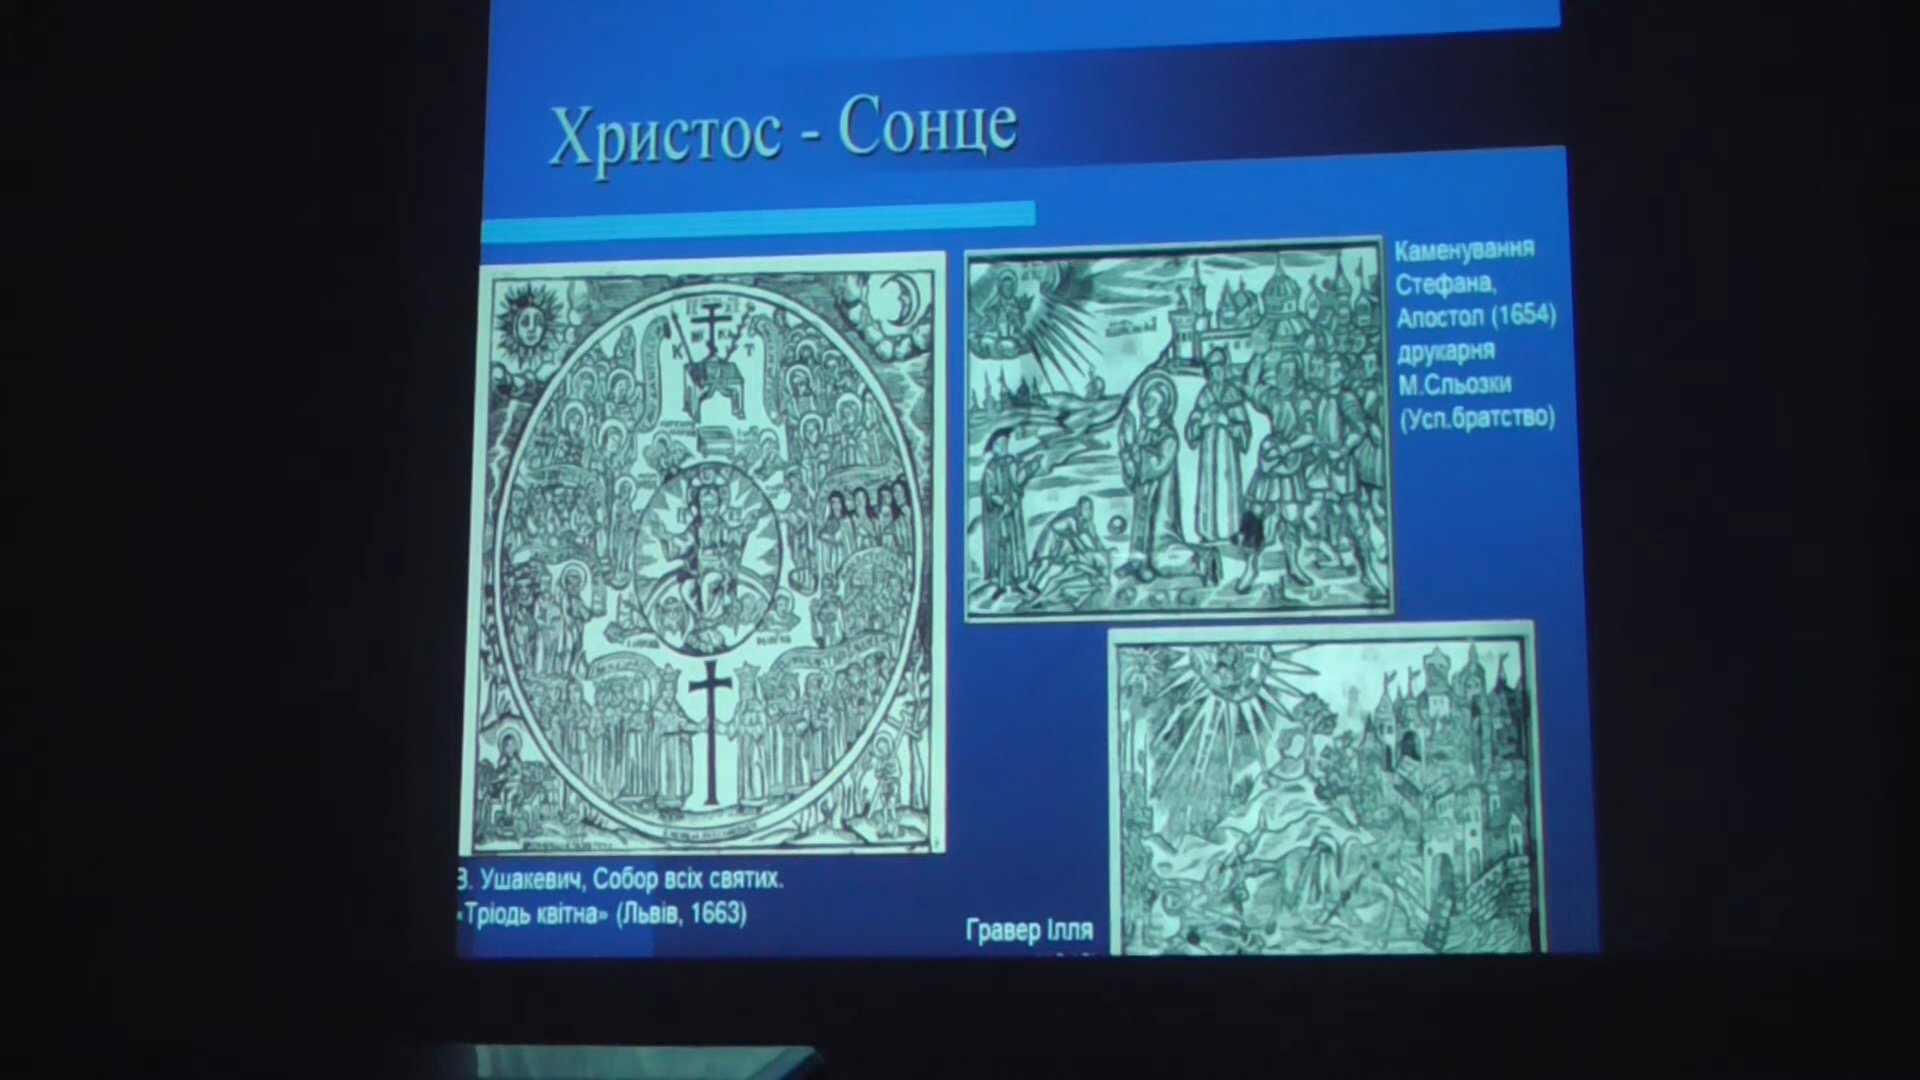 Христос - Сонце
Каменування
Стефана,
Апостол (1654)
друкарня
М.Сльозки
(Усп.братство)
К Т
В. Ушакевич, Собор всіх святих.
«Тріодь квітна» (Львів, 1663)
Гравер Ілля